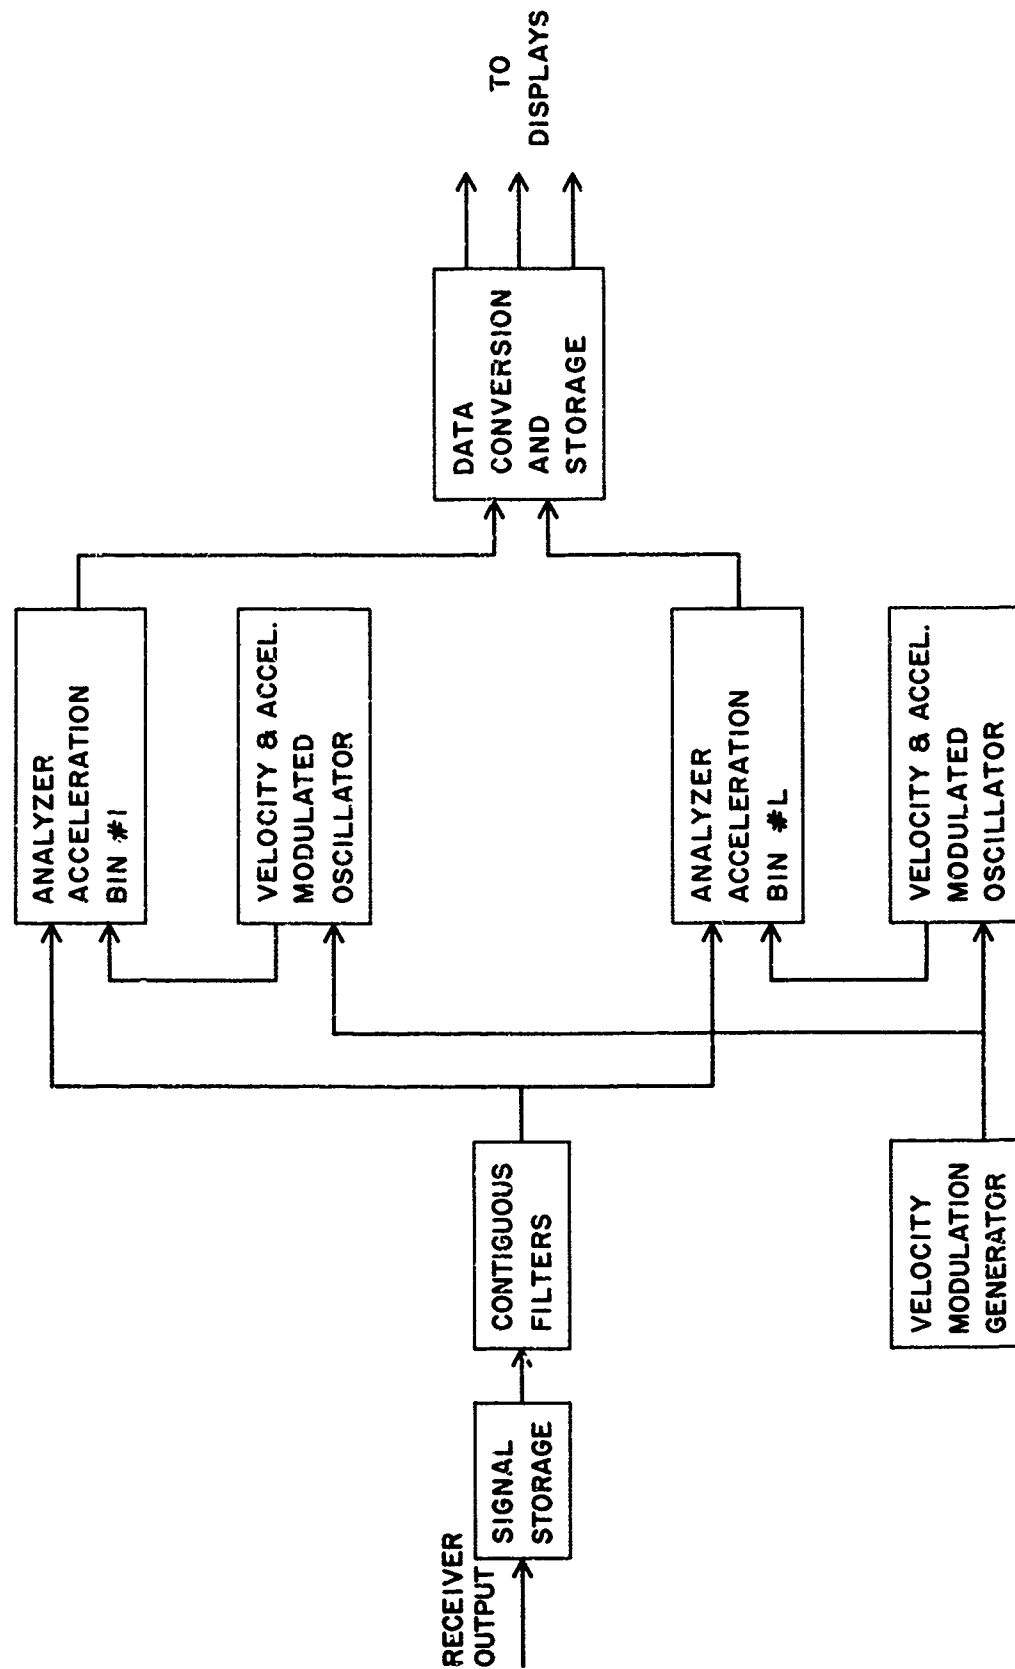 RECEIVER
OUTPUT
SIGNAL
STORAGE
CONTIGUOUS
FILTERS
VELOCITY
MODULATION
GENERATOR
ANALYZER
ACCELERATION
BIN #1
VELOCITY & ACCEL.
MODULATED
OSCILLATOR
ANALYZER
ACCELERATION
BIN #L
VELOCITY & ACCEL.
MODULATED
OSCILLATOR
DATA
CONVERSION
AND
STORAGE
TO
DISPLAYS